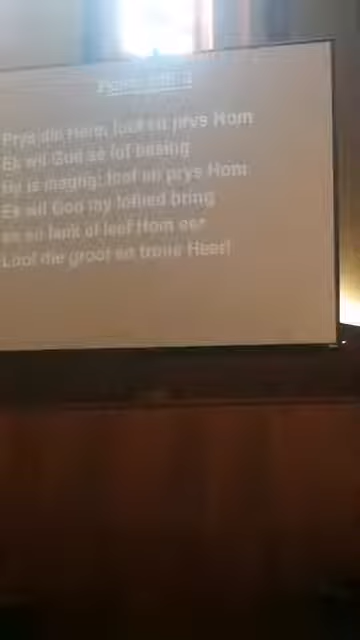 Prys die Heer, loof en prys Hom
Ek wil God se lof besing
Hy is magtig: loof en prys Hom
Ek wil God my loflied bring
en so lank ek leef Hom eer
Loof die groot en troue Heer!